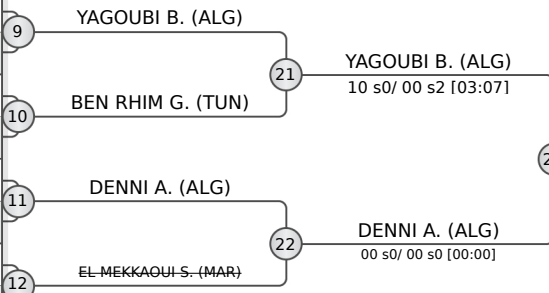 9
YAGOUBI B. (ALG)
21
YAGOUBI B. (ALG)
10 s0/ 00 s2 [03:07]
10
BEN RHIM G. (TUN)
11
DENNI A. (ALG)
22
DENNI A. (ALG)
00 s0/ 00 s0 [00:00]
12
EL MEKKAOUI S. (MAR)